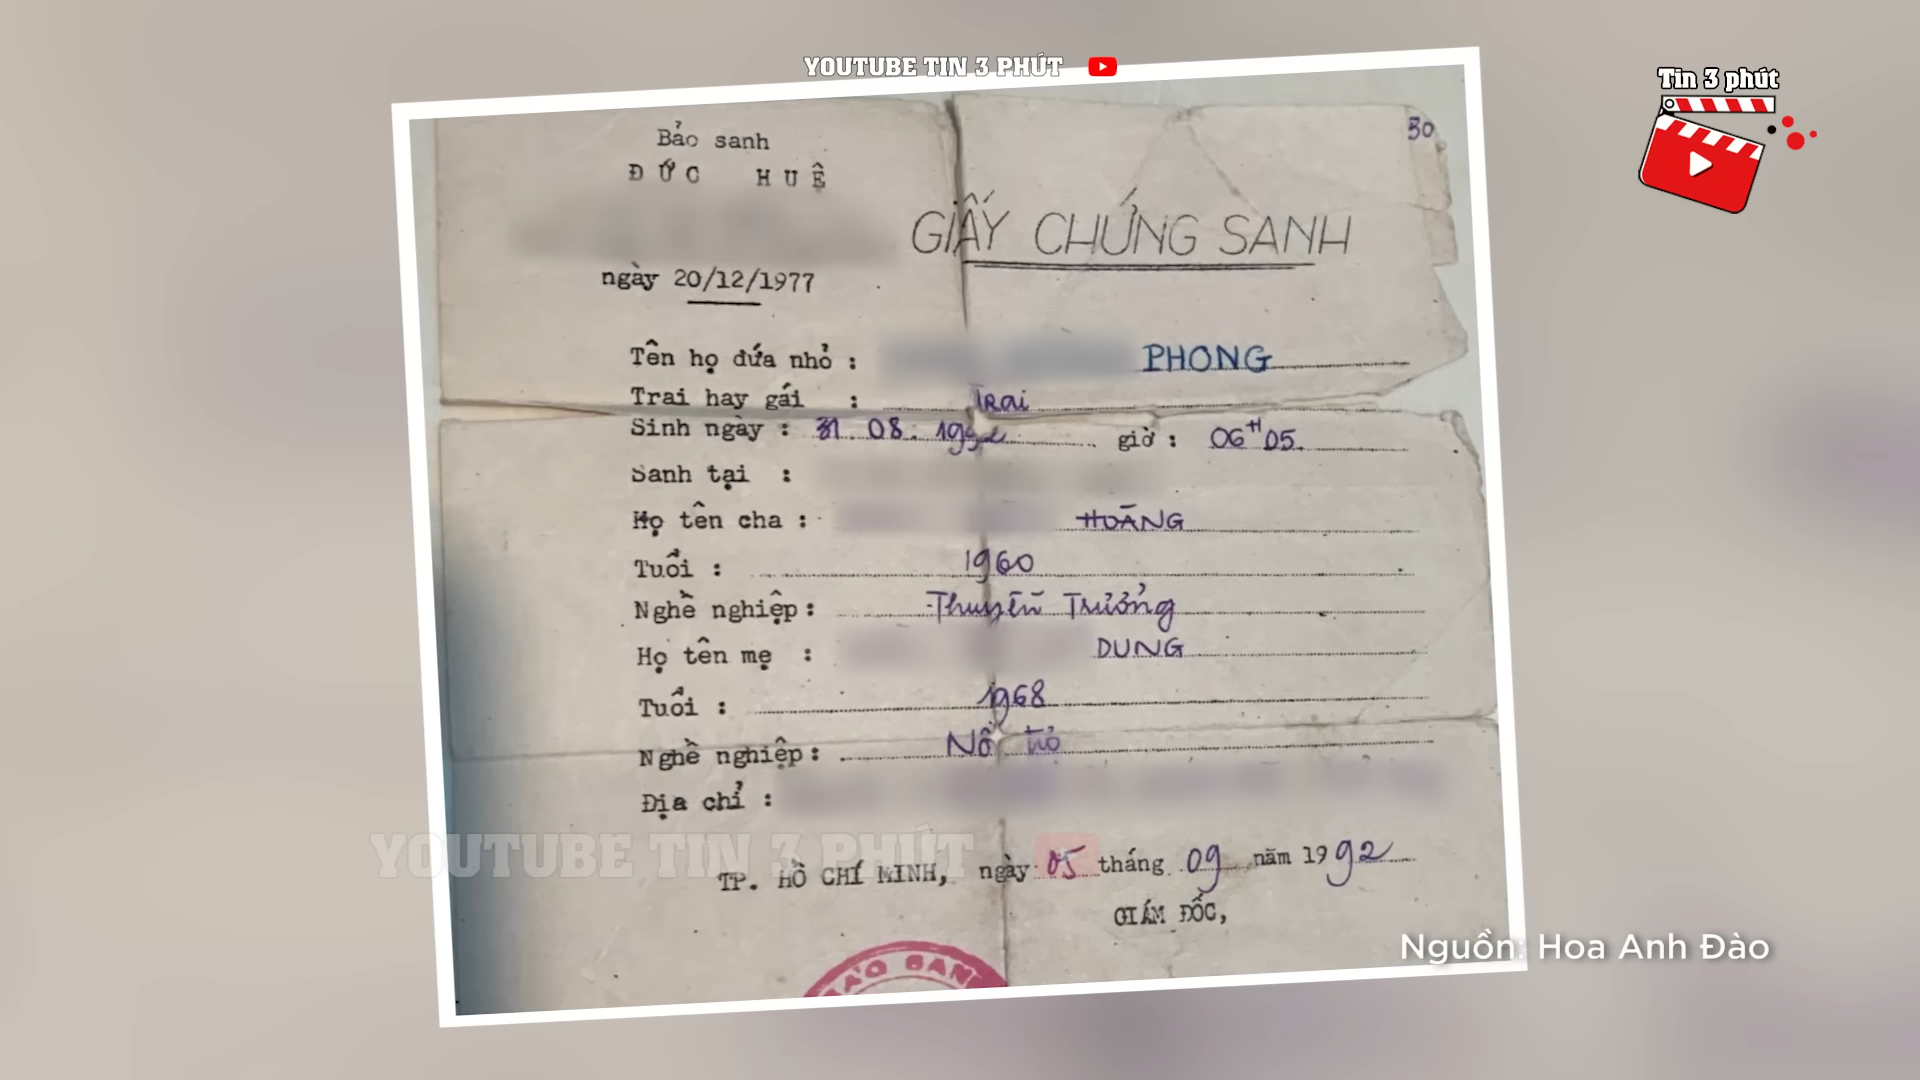 YOUTUBE TIN 3 PHÚT
Tin 3 phút
30
Bảo sanh
ĐỨC HUỆ
GIẤY CHỨNG SANH
ngày 20/12/1977
Tên họ đứa nhỏ : PHONG
Trai hay gái : Trai
Sinh ngày : 31.08.1992 giờ : 06H05.
Sanh tại :
Họ tên cha : HOÀNG
Tuổi : 1960
Nghề nghiệp : Thuyền Trưởng
Họ tên mẹ : DUNG
Tuổi : 1968
Nghề nghiệp : Nội trợ
Địa chỉ :
YOUTUBE TIN 3 PHÚT
TP. HỒ CHÍ MINH, ngày 05 tháng 09 năm 1992
GIÁM ĐỐC,
BẢO SAN
Nguồn: Hoa Anh Đào